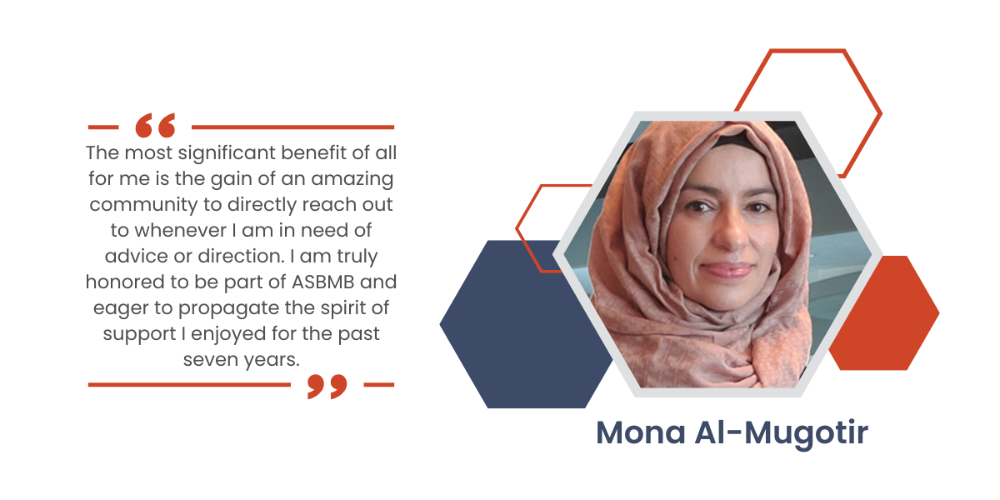 The most significant benefit of all
for me is the gain of an amazing
community to directly reach out
to whenever I am in need of
advice or direction. I am truly
honored to be part of ASBMB and
eager to propagate the spirit of
support I enjoyed for the past
seven years.
Mona Al-Mugotir